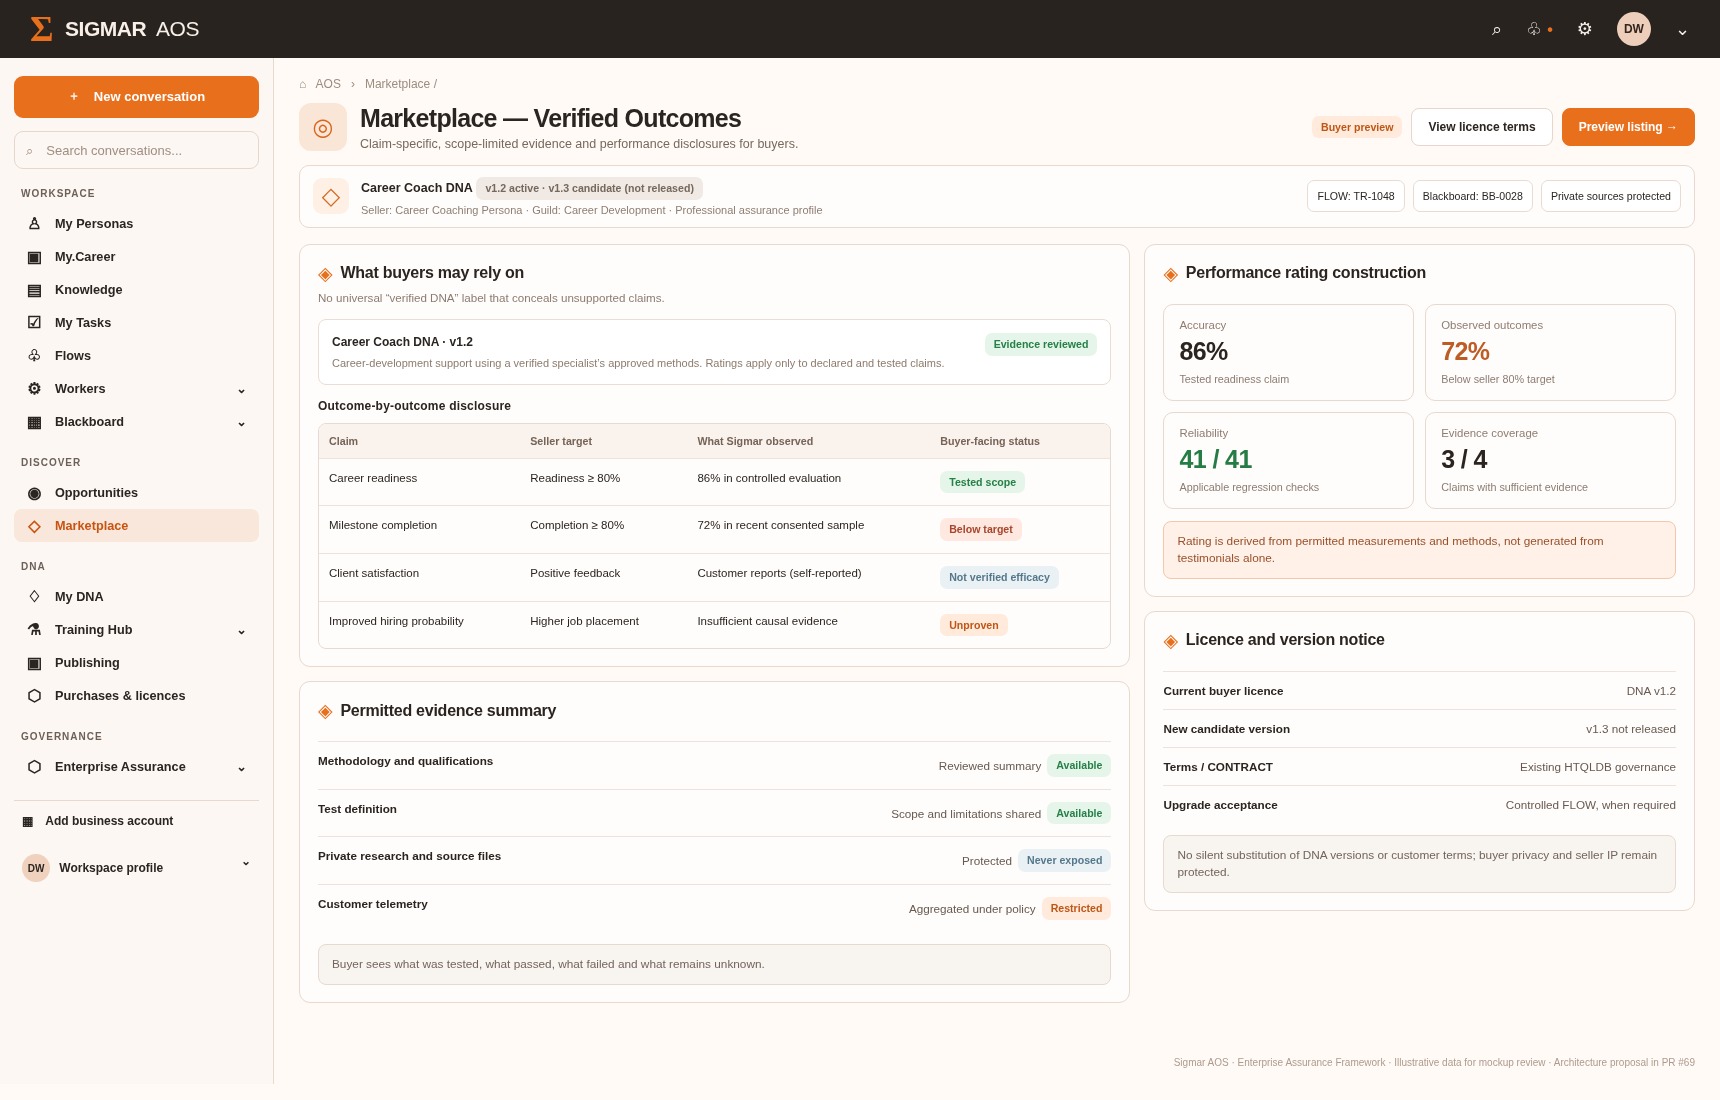 SIGMAR AOS
DW
+ New conversation
Search conversations...
WORKSPACE
My Personas
My.Career
Knowledge
My Tasks
Flows
Workers
Blackboard
DISCOVER
Opportunities
Marketplace
DNA
My DNA
Training Hub
Publishing
Purchases & licences
GOVERNANCE
Enterprise Assurance
Add business account
DW Workspace profile
AOS › Marketplace /
Marketplace — Verified Outcomes
Claim-specific, scope-limited evidence and performance disclosures for buyers.
Buyer preview
View licence terms
Preview listing →
Career Coach DNA v1.2 active · v1.3 candidate (not released)
Seller: Career Coaching Persona · Guild: Career Development · Professional assurance profile
FLOW: TR-1048
Blackboard: BB-0028
Private sources protected
What buyers may rely on
No universal “verified DNA” label that conceals unsupported claims.
Career Coach DNA · v1.2
Career-development support using a verified specialist’s approved methods. Ratings apply only to declared and tested claims.
Evidence reviewed
Outcome-by-outcome disclosure
Claim Seller target What Sigmar observed Buyer-facing status
Career readiness Readiness ≥ 80% 86% in controlled evaluation Tested scope
Milestone completion Completion ≥ 80% 72% in recent consented sample Below target
Client satisfaction Positive feedback Customer reports (self-reported) Not verified efficacy
Improved hiring probability Higher job placement Insufficient causal evidence Unproven
Permitted evidence summary
Methodology and qualifications Reviewed summary Available
Test definition Scope and limitations shared Available
Private research and source files Protected Never exposed
Customer telemetry Aggregated under policy Restricted
Buyer sees what was tested, what passed, what failed and what remains unknown.
Performance rating construction
Accuracy
86%
Tested readiness claim
Observed outcomes
72%
Below seller 80% target
Reliability
41 / 41
Applicable regression checks
Evidence coverage
3 / 4
Claims with sufficient evidence
Rating is derived from permitted measurements and methods, not generated from
testimonials alone.
Licence and version notice
Current buyer licence DNA v1.2
New candidate version v1.3 not released
Terms / CONTRACT Existing HTQLDB governance
Upgrade acceptance Controlled FLOW, when required
No silent substitution of DNA versions or customer terms; buyer privacy and seller IP remain
protected.
Sigmar AOS · Enterprise Assurance Framework · Illustrative data for mockup review · Architecture proposal in PR #69